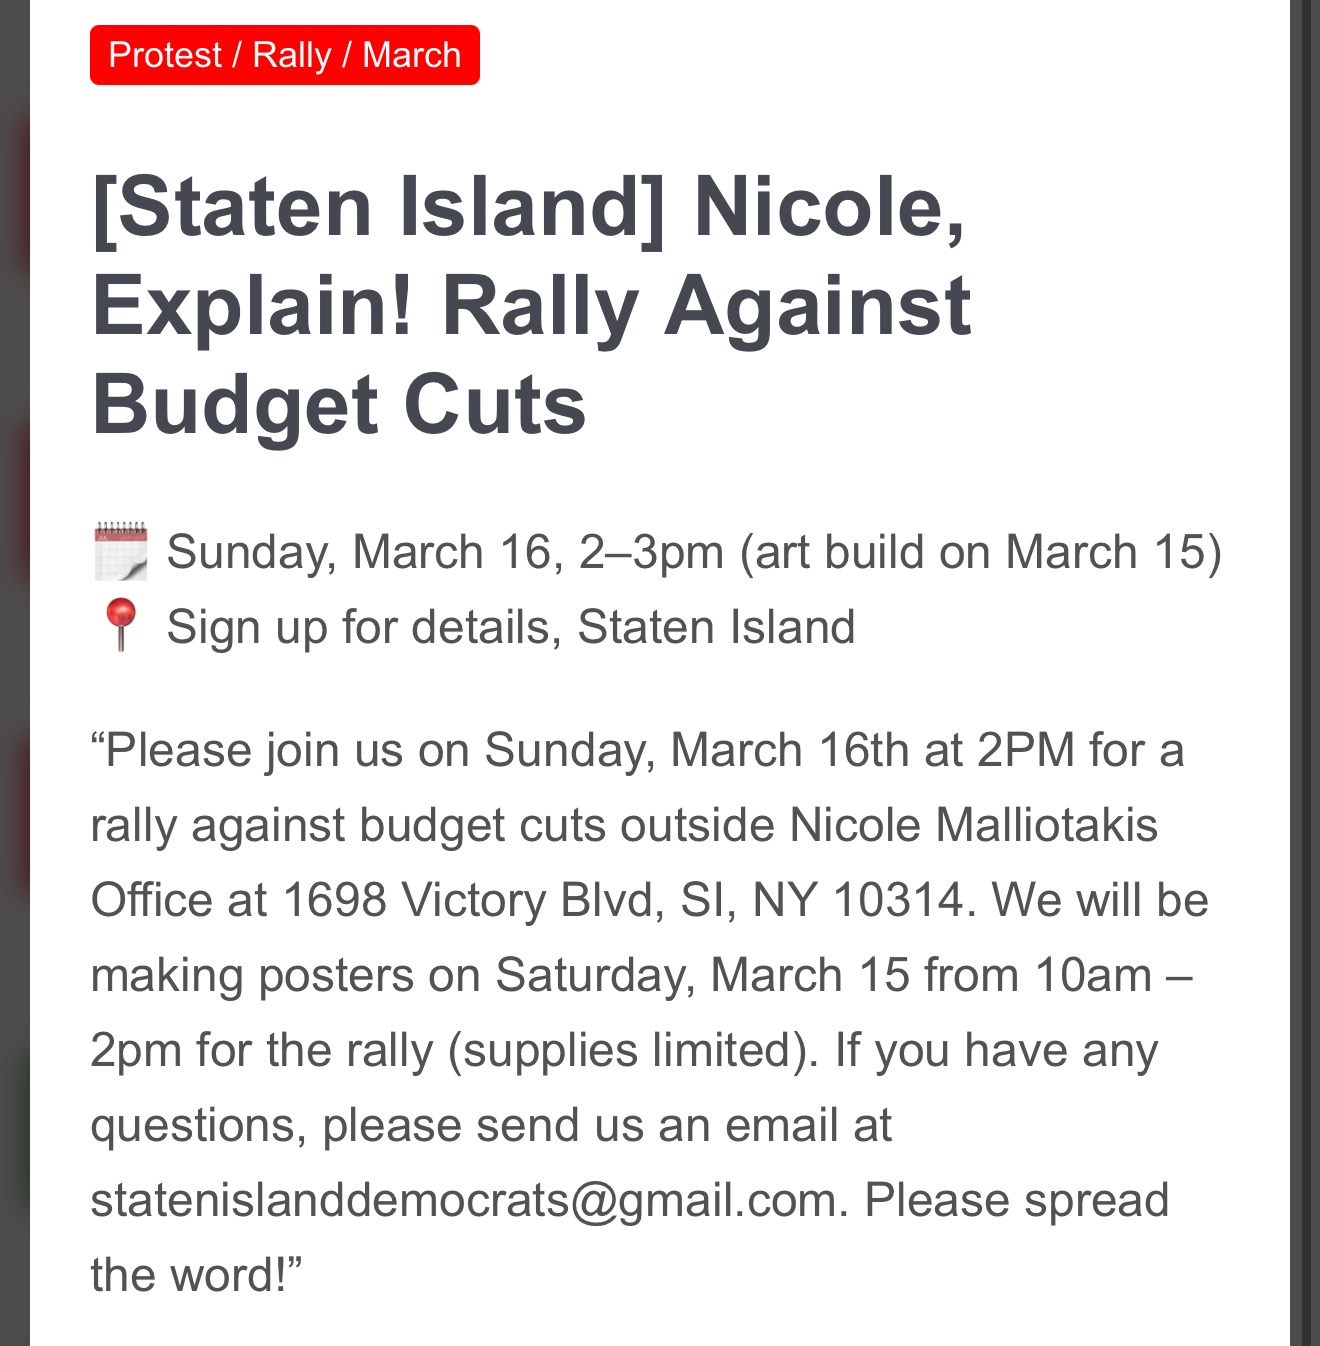 Protest / Rally / March
[Staten Island] Nicole,
Explain! Rally Against
Budget Cuts
Sunday, March 16, 2–3pm (art build on March 15)
Sign up for details, Staten Island
“Please join us on Sunday, March 16th at 2PM for a
rally against budget cuts outside Nicole Malliotakis
Office at 1698 Victory Blvd, SI, NY 10314. We will be
making posters on Saturday, March 15 from 10am –
2pm for the rally (supplies limited). If you have any
questions, please send us an email at
statenislanddemocrats@gmail.com. Please spread
the word!”